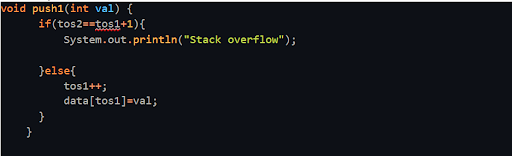 void push1(int val) {
if(tos2==tos1+1){
System.out.println("Stack overflow");
}else{
tos1++;
data[tos1]=val;
}
}